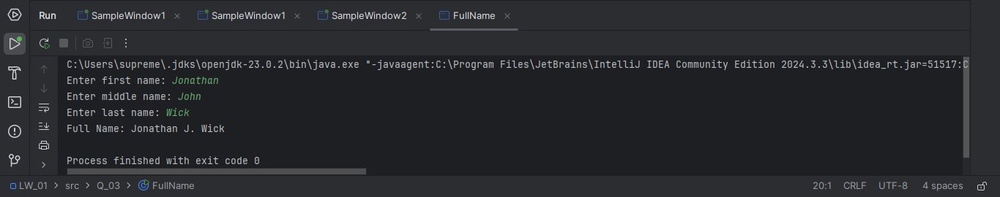 Run SampleWindow1 SampleWindow1 SampleWindow2 FullName
C:\Users\supreme\.jdks\openjdk-23.0.2\bin\java.exe "-javaagent:C:\Program Files\JetBrains\IntelliJ IDEA Community Edition 2024.3.3\lib\idea_rt.jar=51517:C
Enter first name: Jonathan
Enter middle name: John
Enter last name: Wick
Full Name: Jonathan J. Wick
Process finished with exit code 0
LW_01 > src > Q_03 > FullName 20:1 CRLF UTF-8 4 spaces